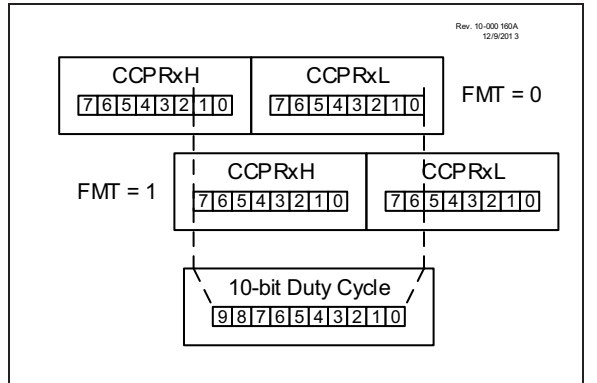 Rev. 10-000 160A
12/9/201 3
CCPRxH CCPRxL
7 6 5 4 3 2 1 0 7 6 5 4 3 2 1 0 FMT = 0
CCPRxH CCPRxL
FMT = 1 7 6 5 4 3 2 1 0 7 6 5 4 3 2 1 0
10-bit Duty Cycle
9 8 7 6 5 4 3 2 1 0